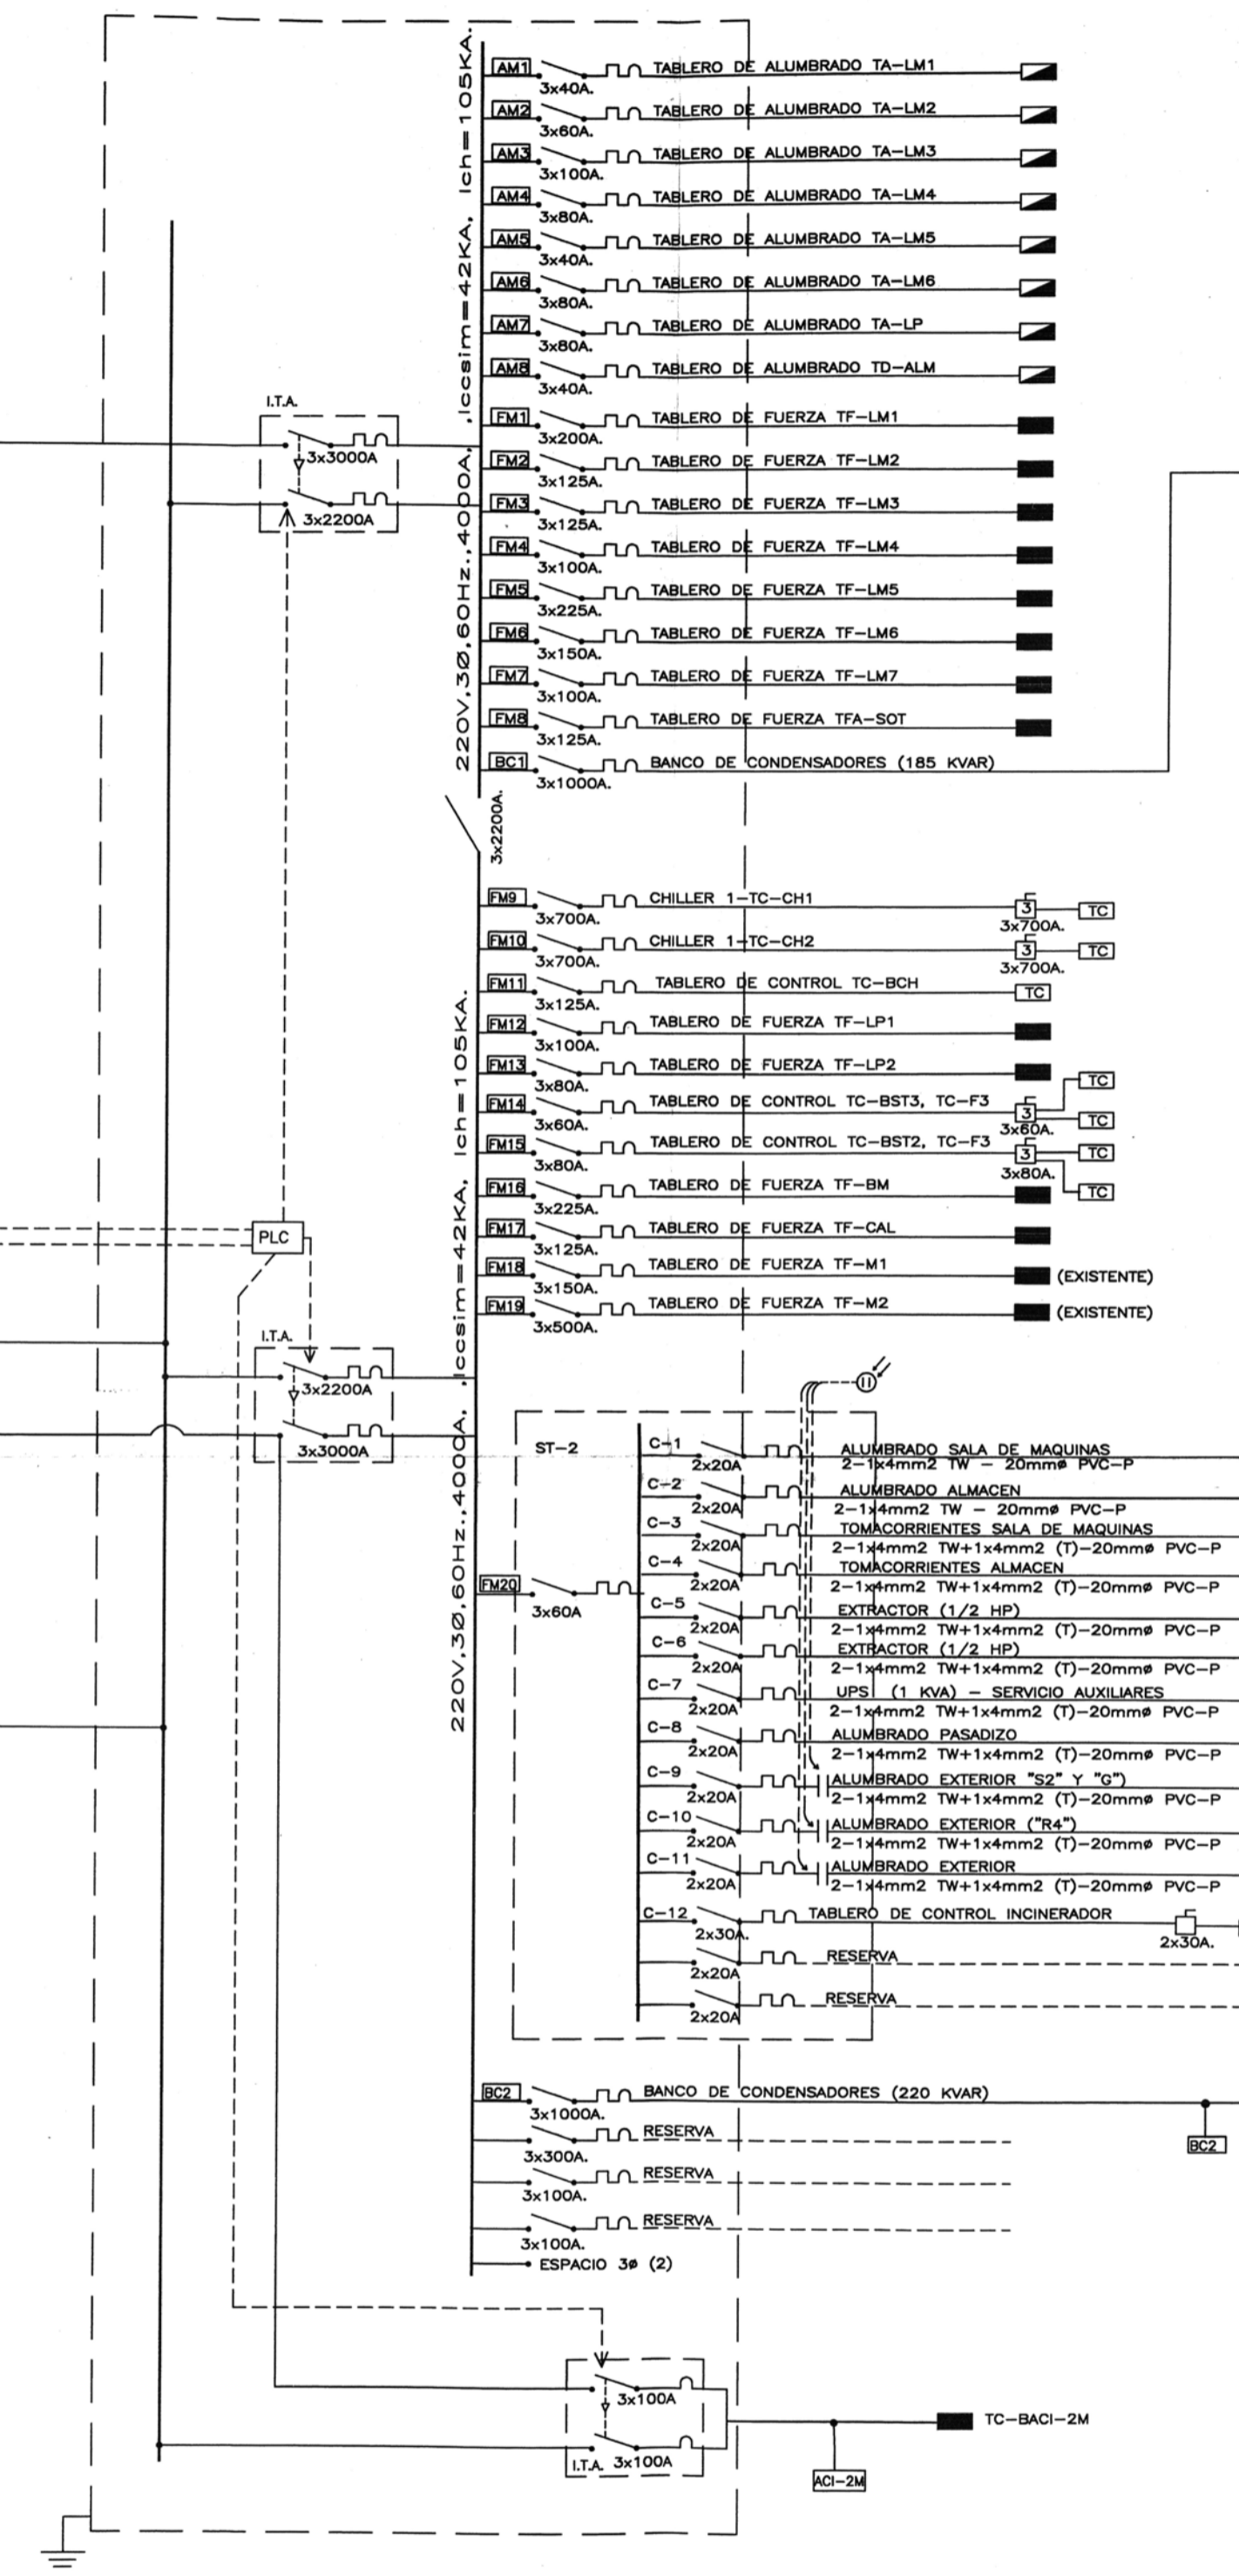 220V,3Ø,60Hz.,4000A, ,Iccsim=42KA, Ich=105KA.
AM1 TABLERO DE ALUMBRADO TA-LM1
3x40A.
AM2 TABLERO DE ALUMBRADO TA-LM2
3x60A.
AM3 TABLERO DE ALUMBRADO TA-LM3
3x100A.
AM4 TABLERO DE ALUMBRADO TA-LM4
3x80A.
AM5 TABLERO DE ALUMBRADO TA-LM5
3x40A.
AM6 TABLERO DE ALUMBRADO TA-LM6
3x80A.
AM7 TABLERO DE ALUMBRADO TA-LP
3x80A.
AM8 TABLERO DE ALUMBRADO TD-ALM
3x40A.
I.T.A.
3x3000A
3x2200A
FM1 TABLERO DE FUERZA TF-LM1
3x200A.
FM2 TABLERO DE FUERZA TF-LM2
3x125A.
FM3 TABLERO DE FUERZA TF-LM3
3x125A.
FM4 TABLERO DE FUERZA TF-LM4
3x100A.
FM5 TABLERO DE FUERZA TF-LM5
3x225A.
FM6 TABLERO DE FUERZA TF-LM6
3x150A.
FM7 TABLERO DE FUERZA TF-LM7
3x100A.
FM8 TABLERO DE FUERZA TFA-SOT
3x125A.
BC1 BANCO DE CONDENSADORES (185 KVAR)
3x1000A.
3x2200A.
220V,3Ø,60Hz.,4000A, ,Iccsim=42KA, Ich=105KA.
FM9 CHILLER 1-TC-CH1 3 TC
3x700A. 3x700A.
FM10 CHILLER 1-TC-CH2 3 TC
3x700A. 3x700A.
FM11 TABLERO DE CONTROL TC-BCH TC
3x125A.
FM12 TABLERO DE FUERZA TF-LP1
3x100A.
FM13 TABLERO DE FUERZA TF-LP2 TC
3x80A.
FM14 TABLERO DE CONTROL TC-BST3, TC-F3 3 TC
3x60A. 3x60A.
FM15 TABLERO DE CONTROL TC-BST2, TC-F3 3 TC
3x80A. 3x80A.
FM16 TABLERO DE FUERZA TF-BM TC
3x225A.
FM17 TABLERO DE FUERZA TF-CAL
3x125A.
PLC
FM18 TABLERO DE FUERZA TF-M1 (EXISTENTE)
3x150A.
FM19 TABLERO DE FUERZA TF-M2 (EXISTENTE)
3x500A.
I.T.A.
3x2200A
3x3000A
ST-2
FM20
3x60A
C-1 ALUMBRADO SALA DE MAQUINAS
2x20A 2-1x4mm2 TW - 20mmø PVC-P
C-2 ALUMBRADO ALMACEN
2x20A 2-1x4mm2 TW - 20mmø PVC-P
C-3 TOMACORRIENTES SALA DE MAQUINAS
2x20A 2-1x4mm2 TW+1x4mm2 (T)-20mmø PVC-P
C-4 TOMACORRIENTES ALMACEN
2x20A 2-1x4mm2 TW+1x4mm2 (T)-20mmø PVC-P
C-5 EXTRACTOR (1/2 HP)
2x20A 2-1x4mm2 TW+1x4mm2 (T)-20mmø PVC-P
C-6 EXTRACTOR (1/2 HP)
2x20A 2-1x4mm2 TW+1x4mm2 (T)-20mmø PVC-P
C-7 UPS (1 KVA) - SERVICIO AUXILIARES
2x20A 2-1x4mm2 TW+1x4mm2 (T)-20mmø PVC-P
C-8 ALUMBRADO PASADIZO
2x20A 2-1x4mm2 TW+1x4mm2 (T)-20mmø PVC-P
C-9 ALUMBRADO EXTERIOR "S2" Y "G")
2x20A 2-1x4mm2 TW+1x4mm2 (T)-20mmø PVC-P
C-10 ALUMBRADO EXTERIOR ("R4")
2x20A 2-1x4mm2 TW+1x4mm2 (T)-20mmø PVC-P
C-11 ALUMBRADO EXTERIOR
2x20A 2-1x4mm2 TW+1x4mm2 (T)-20mmø PVC-P
C-12 TABLERO DE CONTROL INCINERADOR
2x30A. 2x30A.
RESERVA
2x20A
RESERVA
2x20A
BC2 BANCO DE CONDENSADORES (220 KVAR)
3x1000A.
BC2
RESERVA
3x300A.
RESERVA
3x100A.
RESERVA
3x100A.
ESPACIO 3ø (2)
3x100A
TC-BACI-2M
I.T.A. 3x100A
ACI-2M